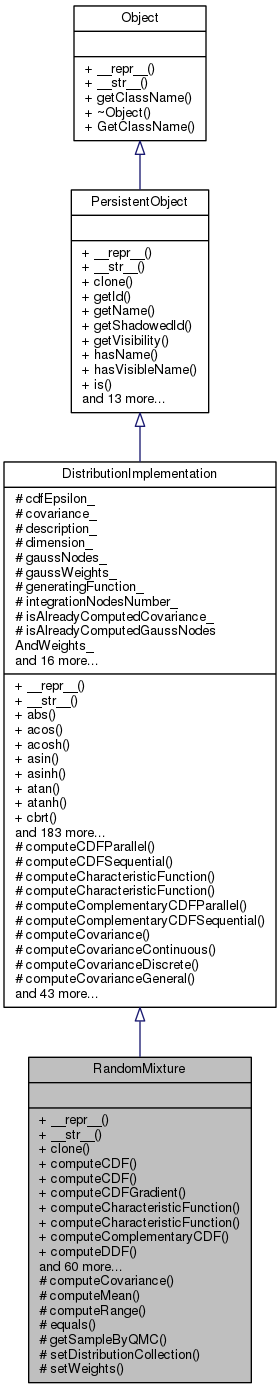 Object
+ __repr__()
+ __str__()
+ getClassName()
+ ~Object()
+ GetClassName()
PersistentObject
+ __repr__()
+ __str__()
+ clone()
+ getId()
+ getName()
+ getShadowedId()
+ getVisibility()
+ hasName()
+ hasVisibleName()
+ is()
and 13 more...
DistributionImplementation
# cdfEpsilon_
# covariance_
# description_
# dimension_
# gaussNodes_
# gaussWeights_
# generatingFunction_
# integrationNodesNumber_
# isAlreadyComputedCovariance_
# isAlreadyComputedGaussNodes
AndWeights_
and 16 more...
+ __repr__()
+ __str__()
+ abs()
+ acos()
+ acosh()
+ asin()
+ asinh()
+ atan()
+ atanh()
+ cbrt()
and 183 more...
# computeCDFParallel()
# computeCDFSequential()
# computeCharacteristicFunction()
# computeCharacteristicFunction()
# computeComplementaryCDFParallel()
# computeComplementaryCDFSequential()
# computeCovariance()
# computeCovarianceContinuous()
# computeCovarianceDiscrete()
# computeCovarianceGeneral()
and 43 more...
RandomMixture
+ __repr__()
+ __str__()
+ clone()
+ computeCDF()
+ computeCDF()
+ computeCDFGradient()
+ computeCharacteristicFunction()
+ computeCharacteristicFunction()
+ computeComplementaryCDF()
+ computeDDF()
and 60 more...
# computeCovariance()
# computeMean()
# computeRange()
# equals()
# getSampleByQMC()
# setDistributionCollection()
# setWeights()